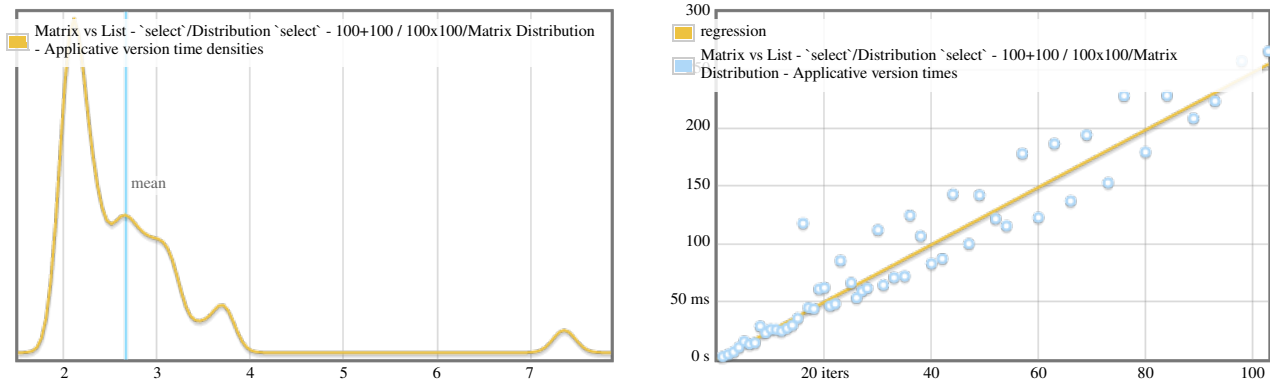 Matrix vs List - `select`/Distribution `select` - 100+100 / 100x100/Matrix Distribution
- Applicative version time densities
mean
2 3 4 5 6 7
300
regression
Matrix vs List - `select`/Distribution `select` - 100+100 / 100x100/Matrix
Distribution - Applicative version times
200
150
100
50 ms
0 s
20 iters 40 60 80 100